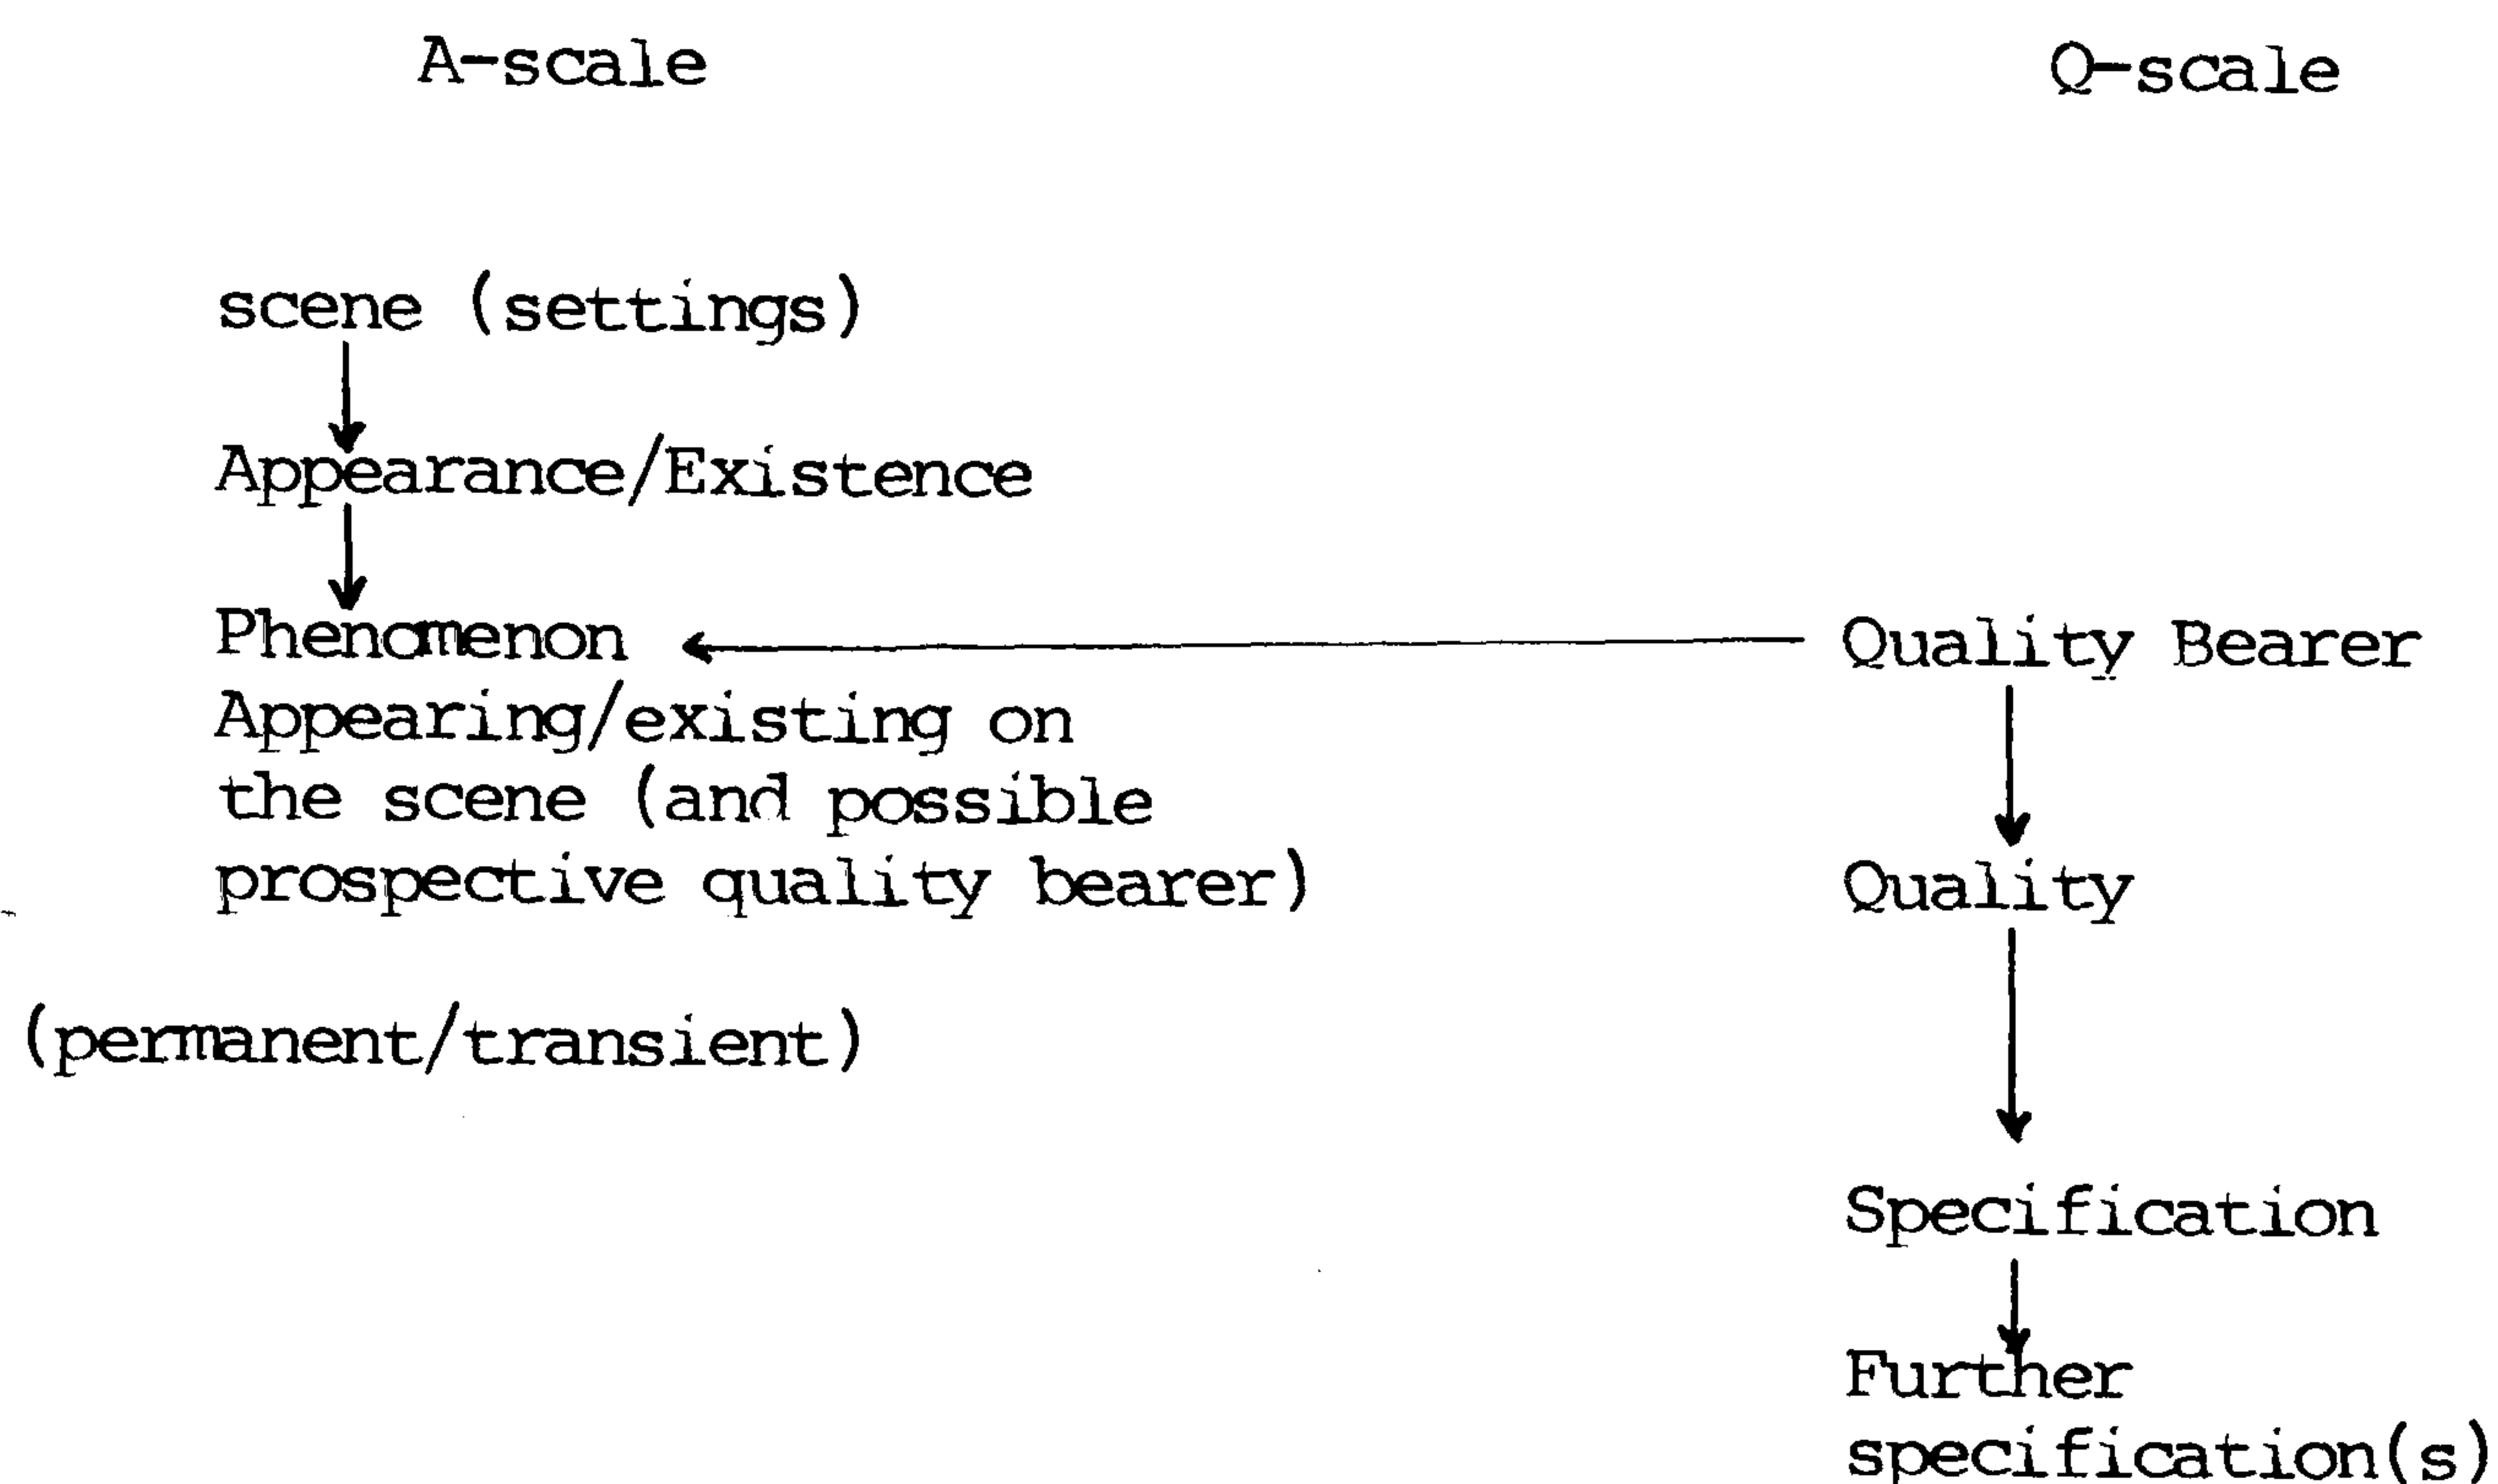 A-scale
Q-scale
scene (settings)
Appearance/Existence
Phenomenon
Appearing/existing on
the scene (and possible
prospective quality bearer)
(permanent/transient)
Quality Bearer
Quality
Specification
Further
specification(s)